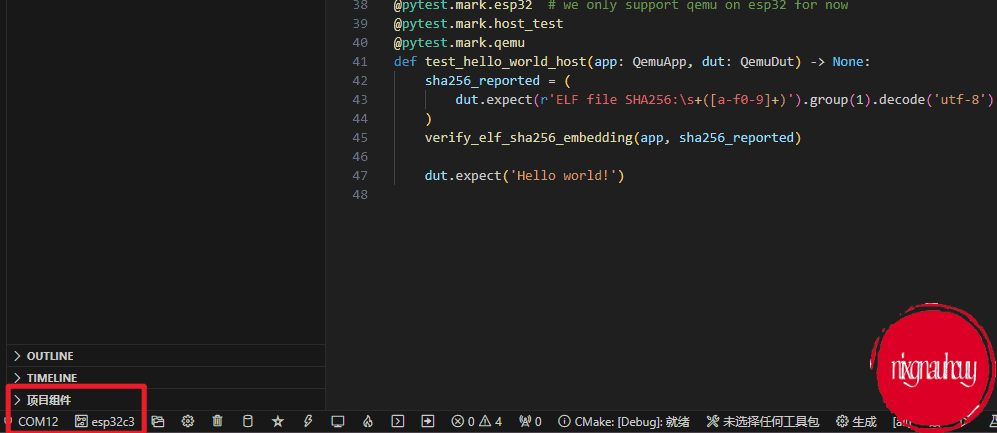 38 @pytest.mark.esp32 # we only support qemu on esp32 for now
39 @pytest.mark.host_test
40 @pytest.mark.qemu
41 def test_hello_world_host(app: QemuApp, dut: QemuDut) -> None:
42 sha256_reported = (
43 dut.expect(r'ELF file SHA256:\s+([a-f0-9]+)').group(1).decode('utf-8')
44 )
45 verify_elf_sha256_embedding(app, sha256_reported)
46
47 dut.expect('Hello world!')
48
OUTLINE
TIMELINE
项目组件
COM12 esp32c3 0 4 0 CMake: [Debug]: 就绪 未选择任何工具包 生成